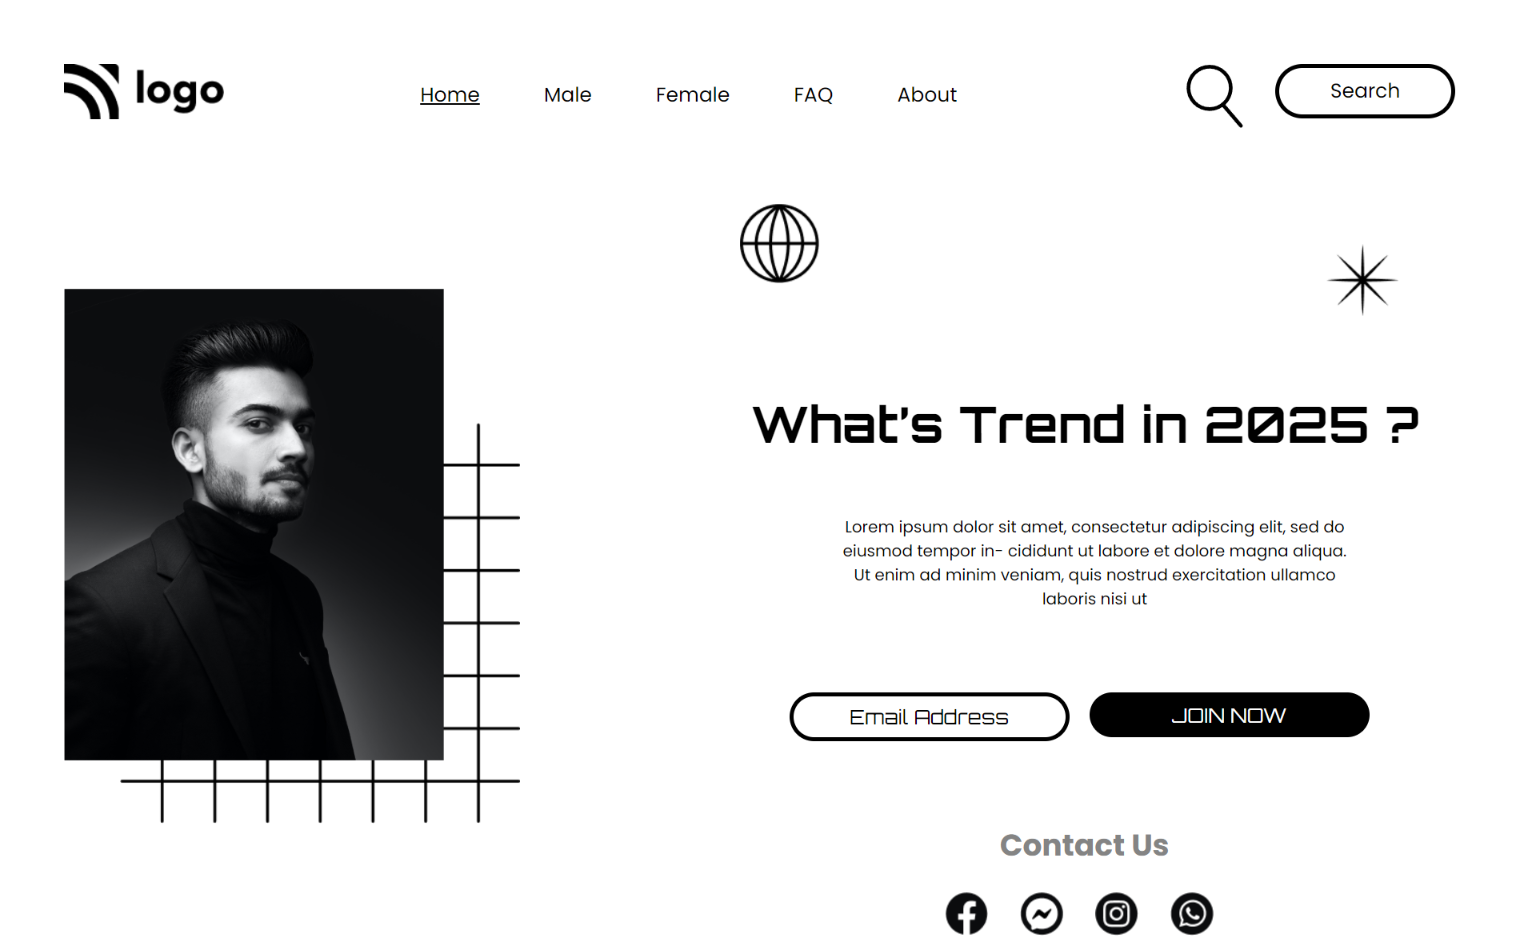 logo
Home Male Female FAQ About
Search
What's Trend in 2025 ?
Lorem ipsum dolor sit amet, consectetur adipiscing elit, sed do
eiusmod tempor in- cididunt ut labore et dolore magna aliqua.
Ut enim ad minim veniam, quis nostrud exercitation ullamco
laboris nisi ut
Email Address JOIN NOW
Contact Us